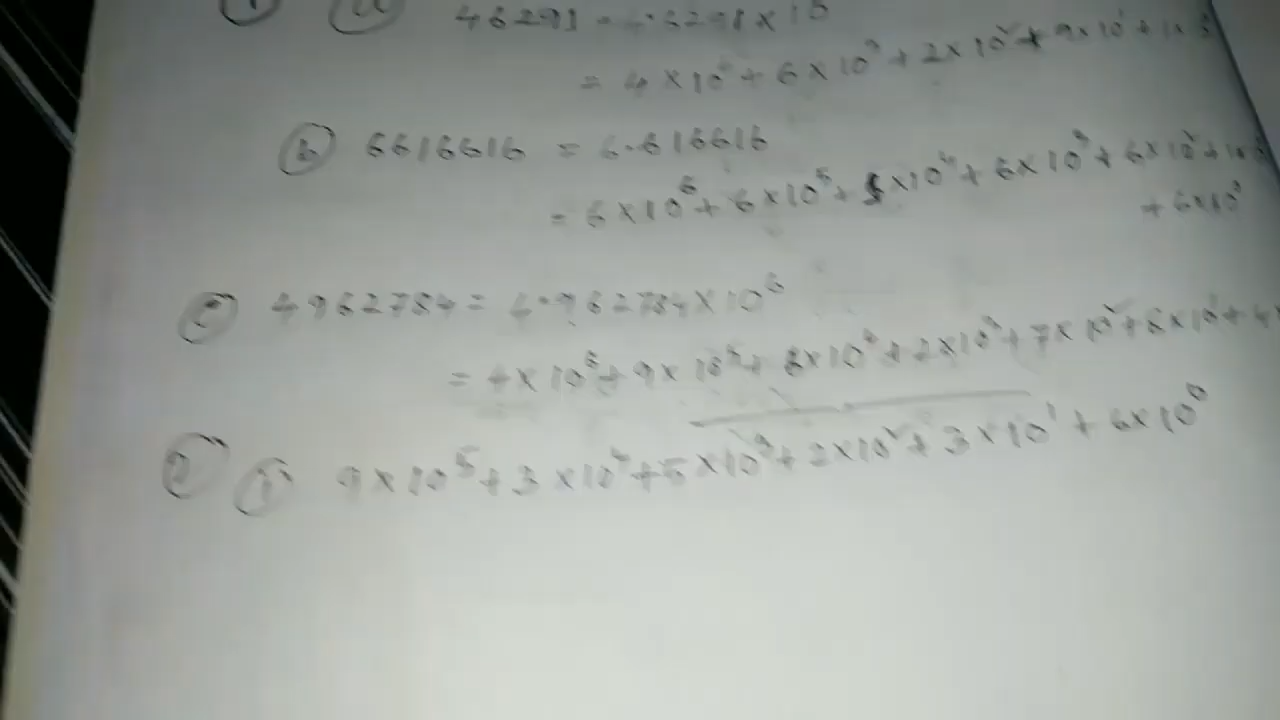 ① ⓐ 46291 = 4.6291 × 10
= 4 × 10⁴ + 6 × 10³ + 2 × 10² + 9 × 10¹ + 1 ×
ⓑ 6616616 = 6.616616
= 6 × 10⁶ + 6 × 10⁵ + 1 × 10⁴ + 6 × 10³ + 6 × 10² + 1 ×
+ 6 × 10⁰
ⓒ 4962784 = 4.962784 × 10⁶
= 4 × 10⁶ + 9 × 10⁵ + 6 × 10⁴ + 2 × 10³ + 7 × 10² + 8 × 10¹ + 4 ×
② ⓘ 9 × 10⁵ + 3 × 10⁴ + 5 × 10³ + 2 × 10² + 3 × 10¹ + 6 × 10⁰